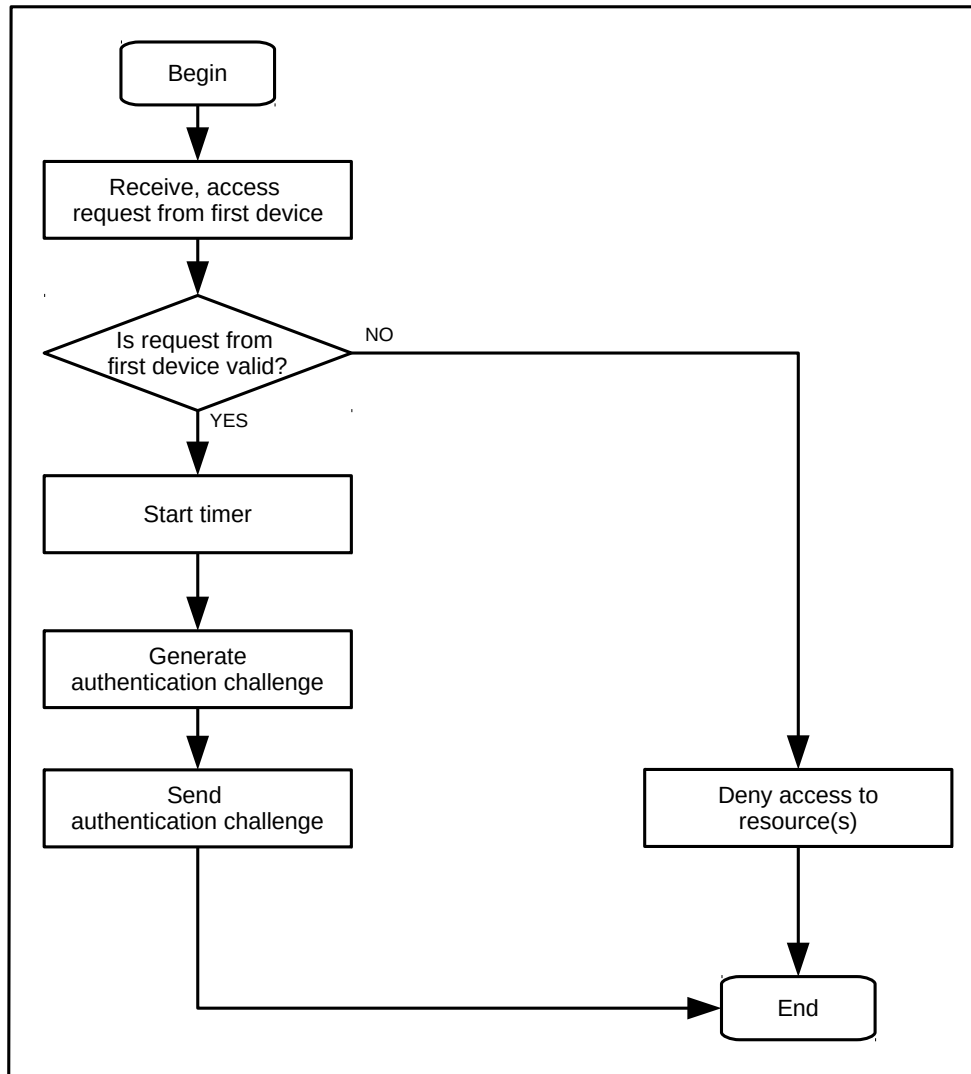 Begin
Receive, access
request from first device
Is request from
first device valid?
NO
YES
Start timer
Generate
authentication challenge
Send
authentication challenge
Deny access to
resource(s)
End